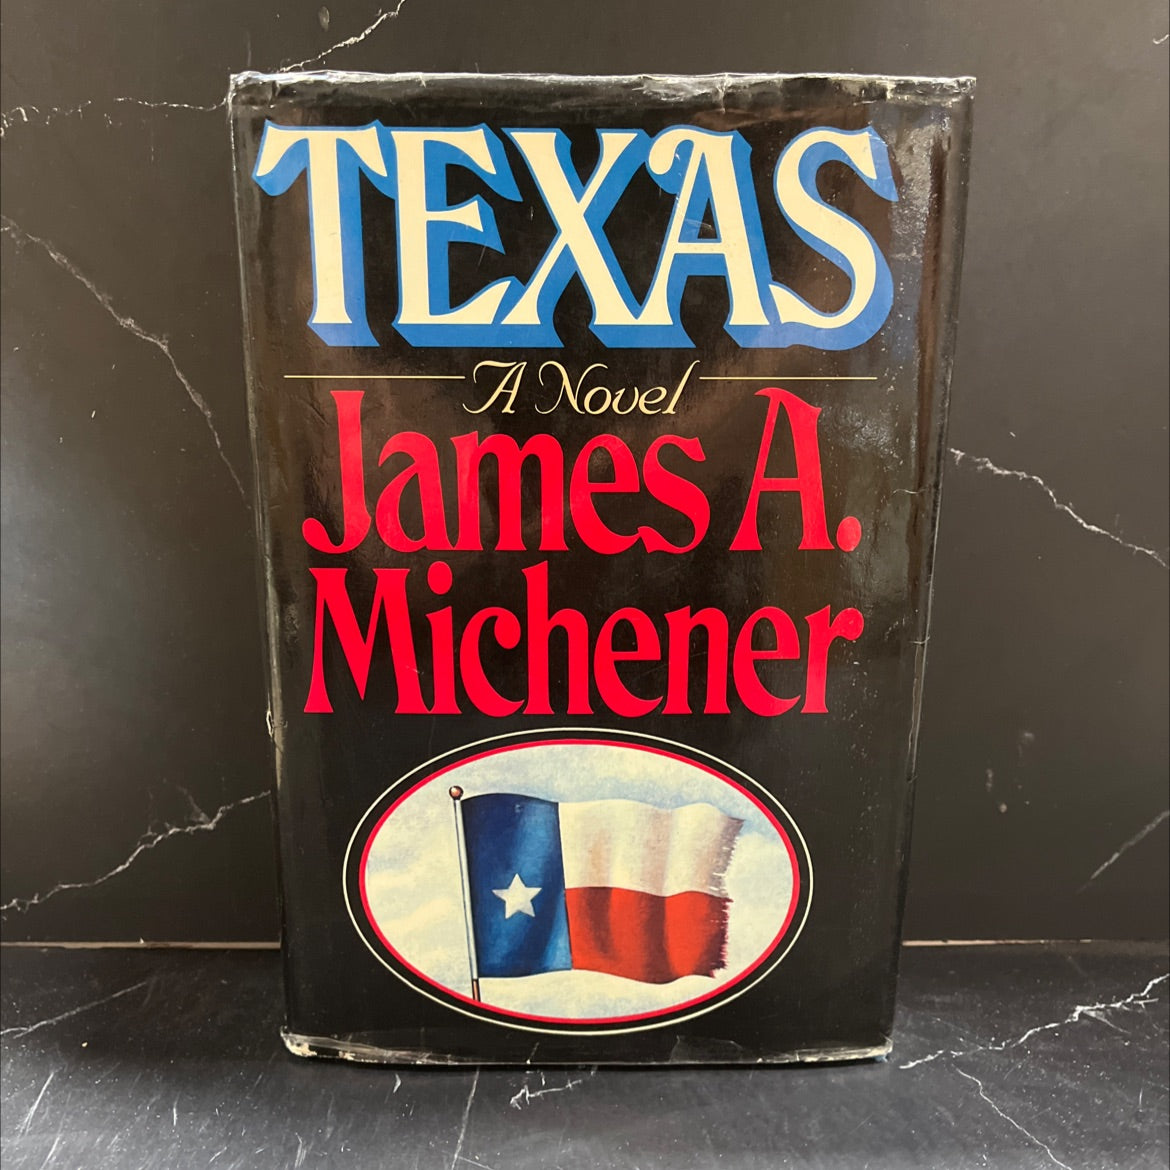 TEXAS
A Novel
James A.
Michener